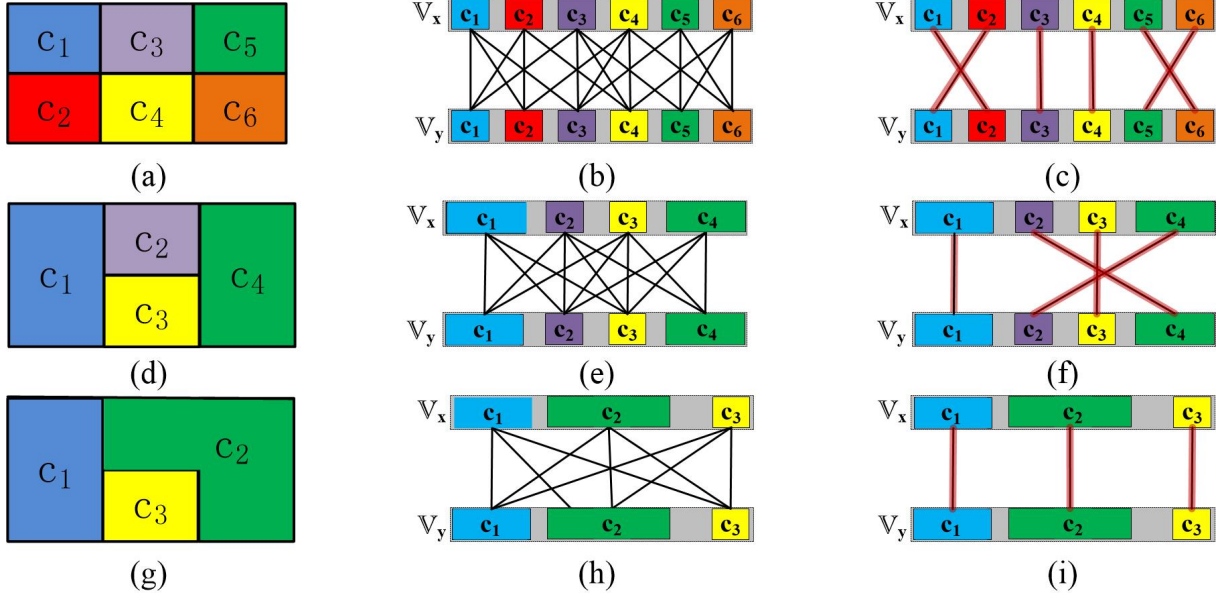 C1 C3 C5
C2 C4 C6
(a)
𝕍x c1 c2 c3 c4 c5 c6
𝕍y c1 c2 c3 c4 c5 c6
(b)
𝕍x c1 c2 c3 c4 c5 c6
𝕍y c1 c2 c3 c4 c5 c6
(c)
C1 C2 C4
C3
(d)
𝕍x c1 c2 c3 c4
𝕍y c1 c2 c3 c4
(e)
𝕍x c1 c2 c3 c4
𝕍y c1 c2 c3 c4
(f)
C1 C2
C3
(g)
𝕍x c1 c2 c3
𝕍y c1 c2 c3
(h)
𝕍x c1 c2 c3
𝕍y c1 c2 c3
(i)